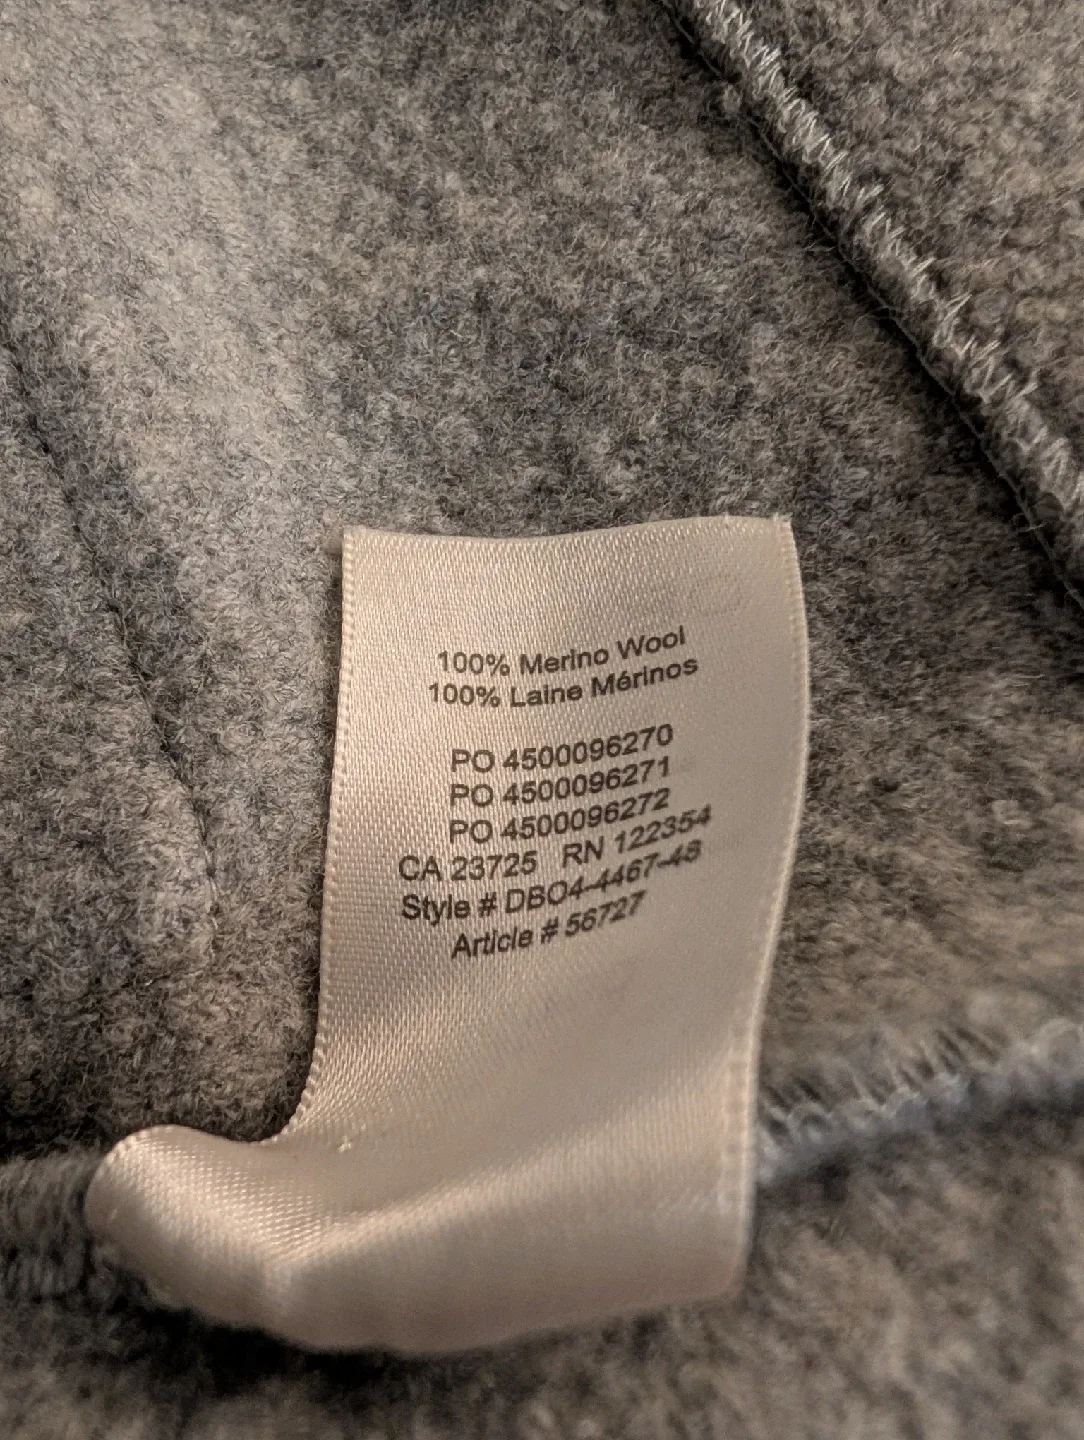 100% Merino Wool
100% Laine Mérinos
PO 4500096270
PO 4500096271
PO 4500096272
CA 23725 RN 122354
Style # DBO4-4467-48
Article # 56727